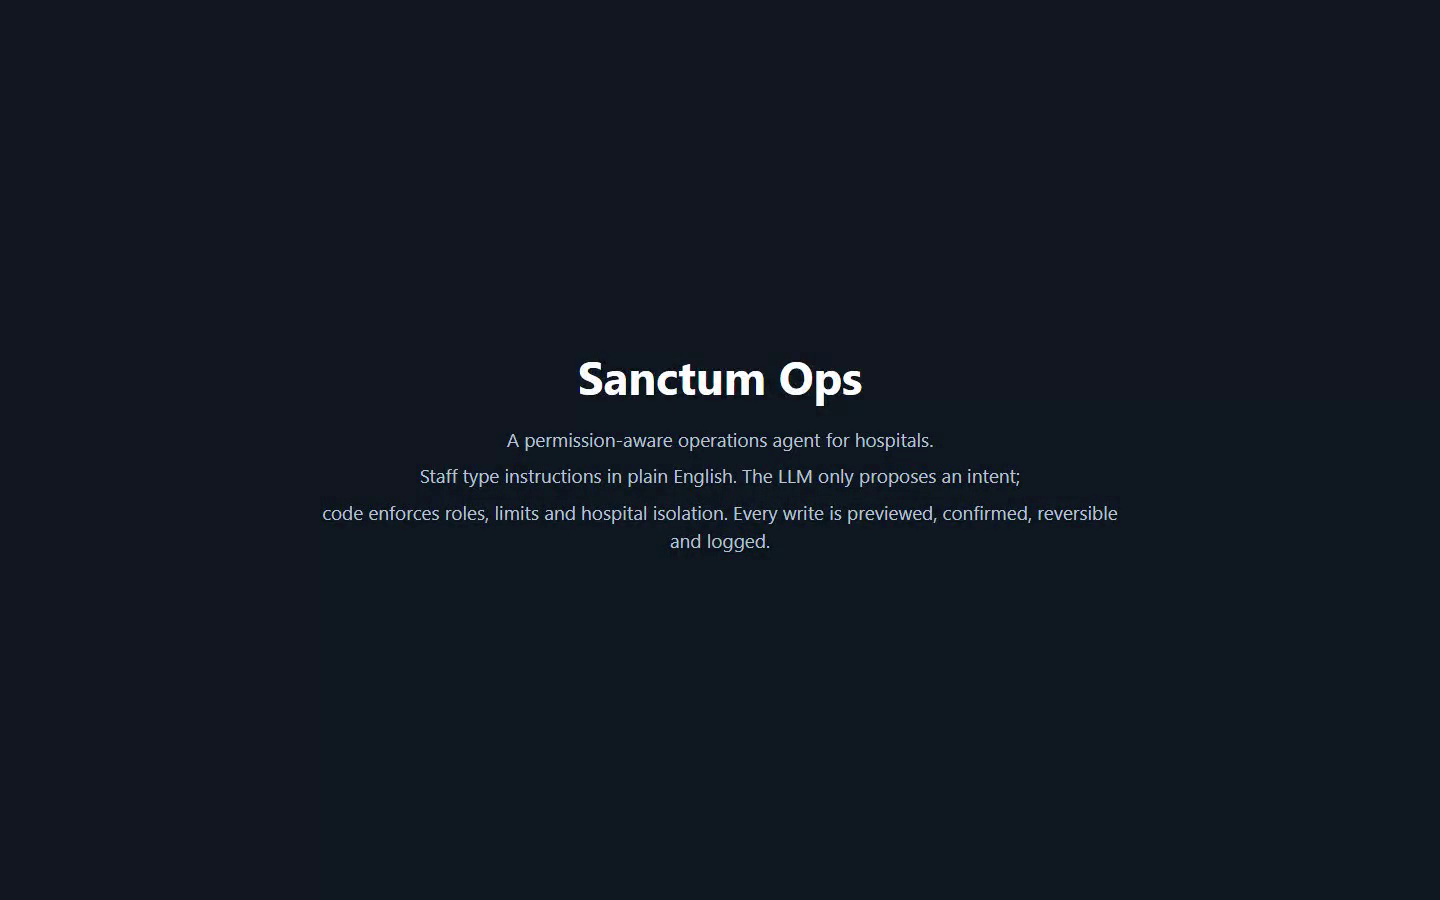 Sanctum Ops
A permission-aware operations agent for hospitals.
Staff type instructions in plain English. The LLM only proposes an intent;
code enforces roles, limits and hospital isolation. Every write is previewed, confirmed, reversible
and logged.